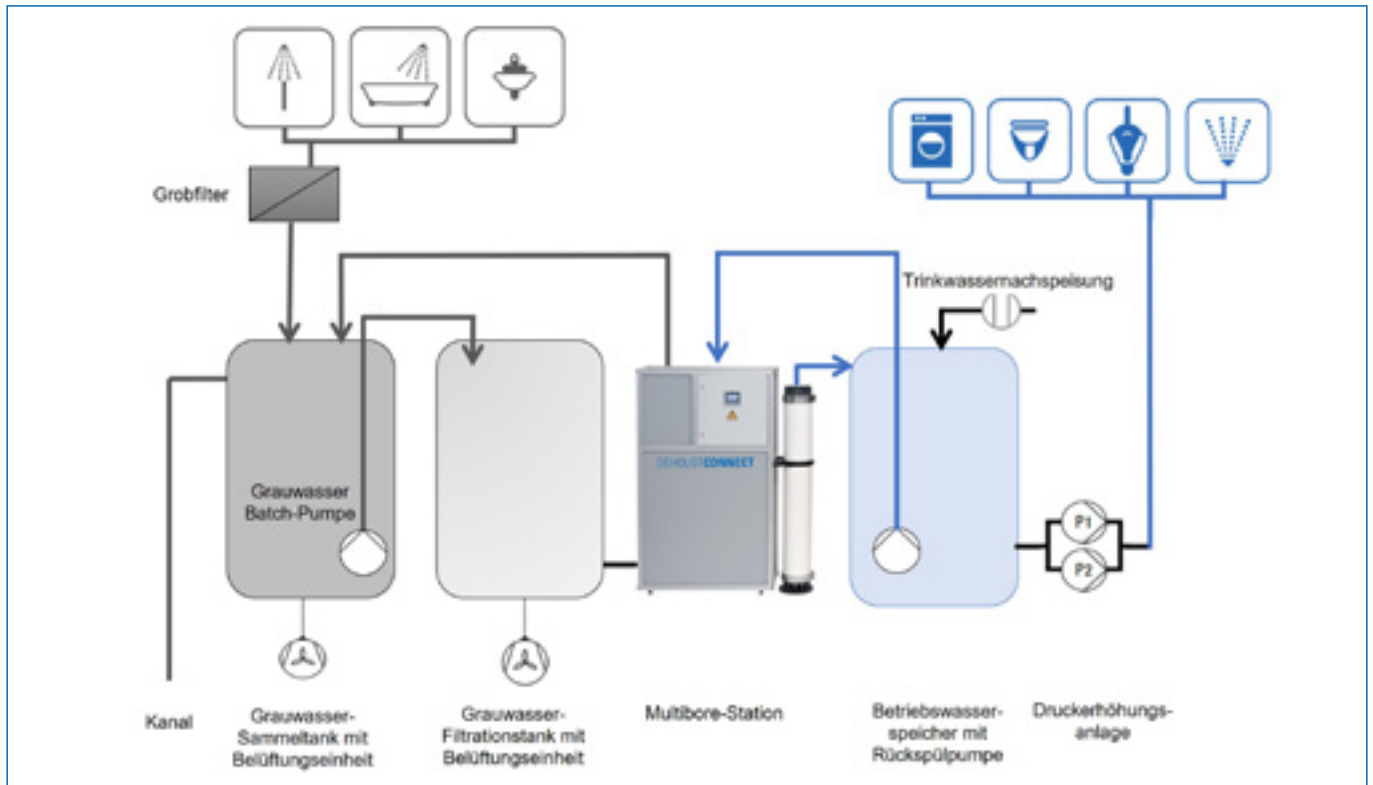 Grobfilter
Trinkwassernachspeisung
DEHOUSTCONNECT
Grauwasser
Batch-Pumpe
P1
P2
Kanal
Grauwasser-
Sammeltank mit
Belüftungseinheit
Grauwasser-
Filtrationstank mit
Belüftungseinheit
Multibore-Station
Betriebswasser-
speicher mit
Rückspülpumpe
Druckerhöhungs-
anlage